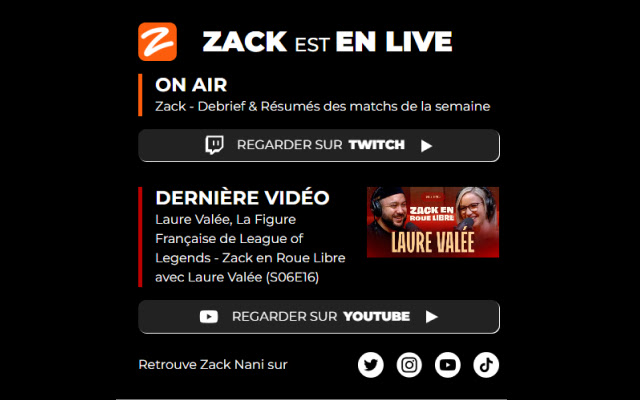 Z
ZACK EST EN LIVE
ON AIR
Zack - Debrief & Résumés des matchs de la semaine
REGARDER SUR TWITCH
DERNIÈRE VIDÉO
Laure Valée, La Figure
Française de League of
Legends - Zack en Roue Libre
avec Laure Valée (S06E16)
ZACK EN
ROUE LIBRE
LAURE VALÉE
REGARDER SUR YOUTUBE
Retrouve Zack Nani sur